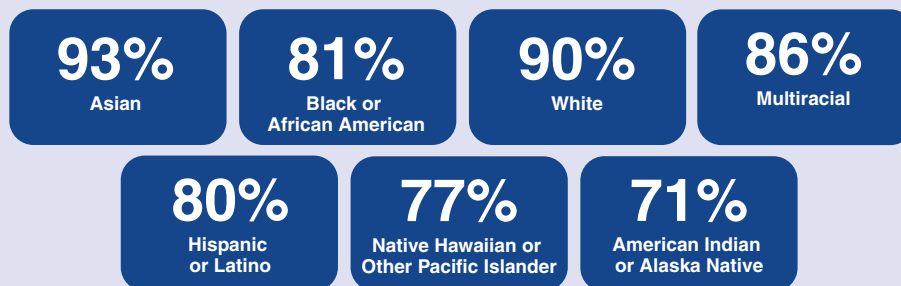 93%
Asian
81%
Black or
African American
90%
White
86%
Multiracial
80%
Hispanic
or Latino
77%
Native Hawaiian or
Other Pacific Islander
71%
American Indian
or Alaska Native